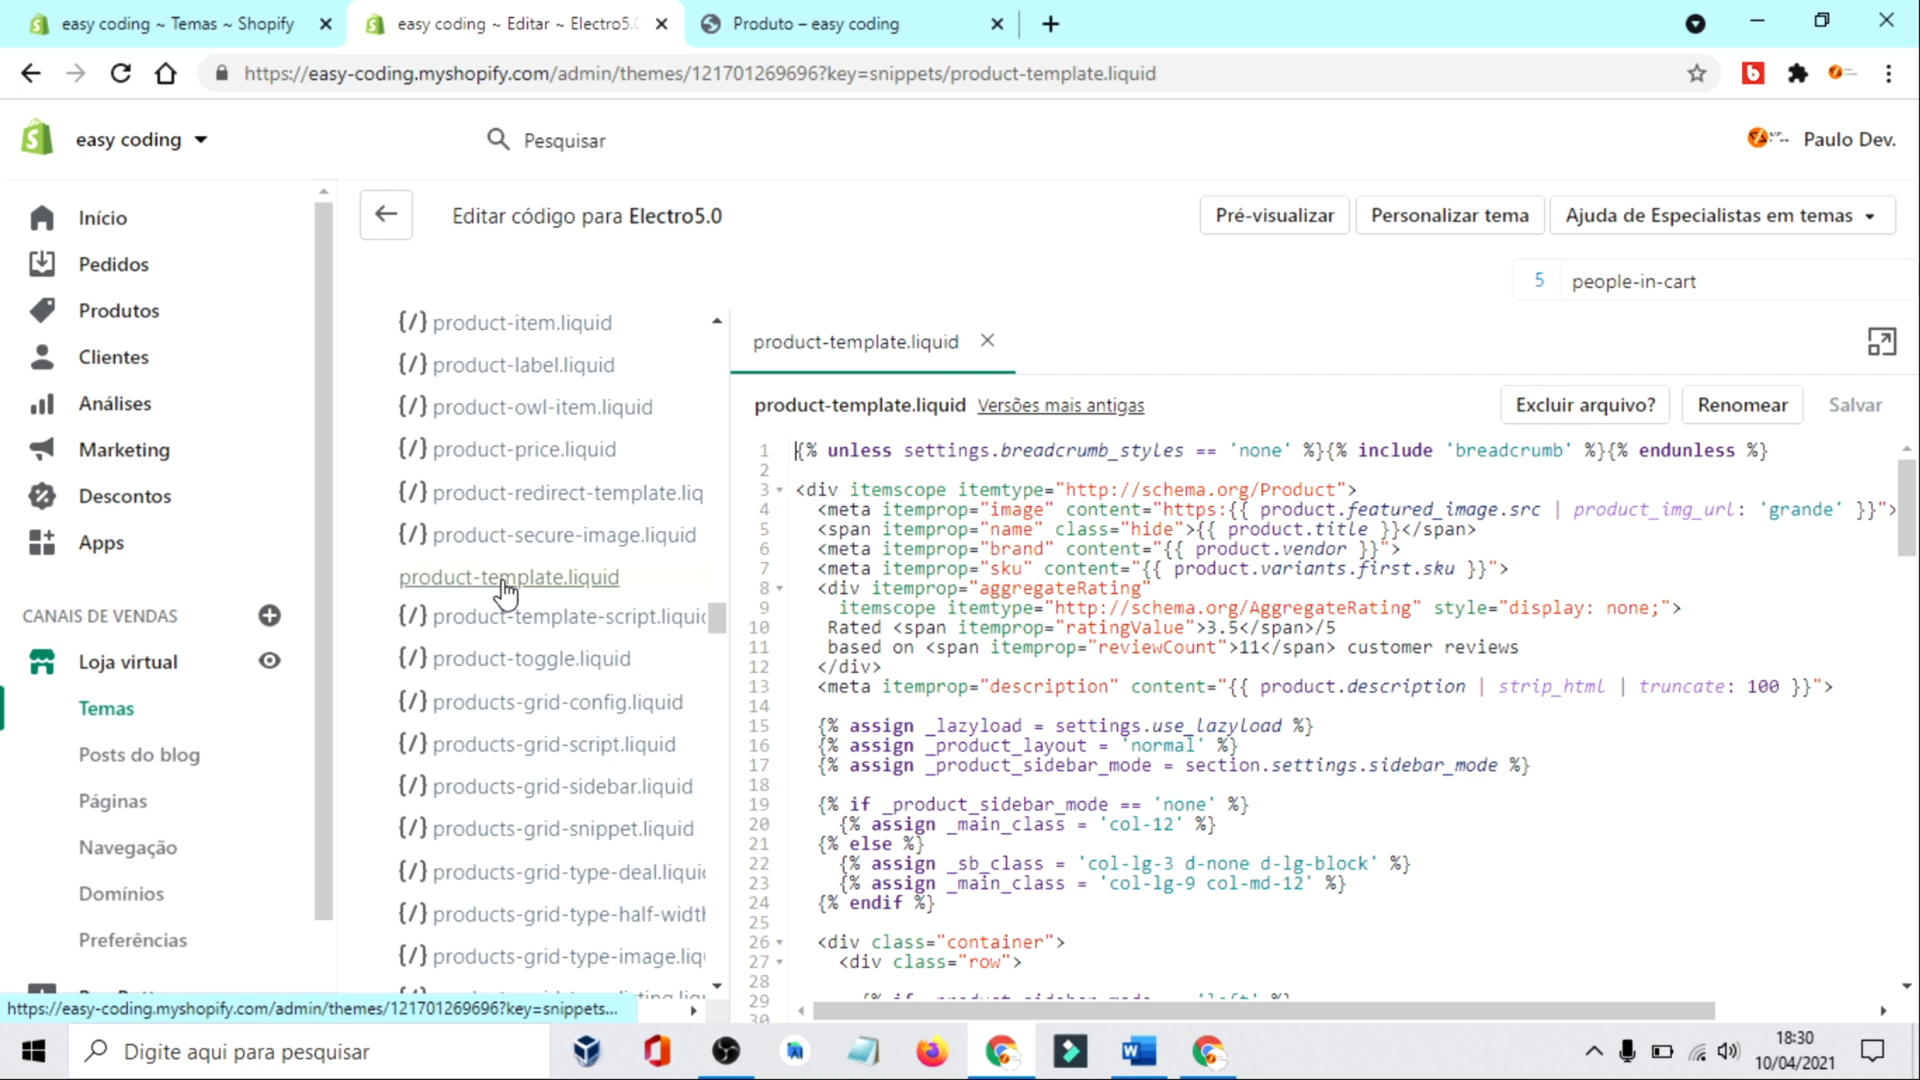 easy coding ~ Temas ~ Shopify
easy coding ~ Editar ~ Electro5.0
Produto – easy coding
https://easy-coding.myshopify.com/admin/themes/121701269696?key=snippets/product-template.liquid
easy coding
Pesquisar
Paulo Dev.
Início
Pedidos
Produtos
Clientes
Análises
Marketing
Descontos
Apps
CANAIS DE VENDAS
Loja virtual
Temas
Posts do blog
Páginas
Navegação
Domínios
Preferências
Editar código para Electro5.0
Pré-visualizar
Personalizar tema
Ajuda de Especialistas em temas
5 people-in-cart
{/} product-item.liquid
{/} product-label.liquid
{/} product-owl-item.liquid
{/} product-price.liquid
{/} product-redirect-template.liq
{/} product-secure-image.liquid
product-template.liquid
{/} product-template-script.liquid
{/} product-toggle.liquid
{/} products-grid-config.liquid
{/} products-grid-script.liquid
{/} products-grid-sidebar.liquid
{/} products-grid-snippet.liquid
{/} products-grid-type-deal.liquid
{/} products-grid-type-half-width
{/} products-grid-type-image.liq
product-template.liquid
product-template.liquid Versões mais antigas
Excluir arquivo?
Renomear
Salvar
1 {% unless settings.breadcrumb_styles == 'none' %}{% include 'breadcrumb' %}{% endunless %}
2
3 <div itemscope itemtype="http://schema.org/Product">
4 <meta itemprop="image" content="https:{{ product.featured_image.src | product_img_url: 'grande' }}">
5 <span itemprop="name" class="hide">{{ product.title }}</span>
6 <meta itemprop="brand" content="{{ product.vendor }}">
7 <meta itemprop="sku" content="{{ product.variants.first.sku }}">
8 <div itemprop="aggregateRating"
9 itemscope itemtype="http://schema.org/AggregateRating" style="display: none;">
10 Rated <span itemprop="ratingValue">3.5</span>/5
11 based on <span itemprop="reviewCount">11</span> customer reviews
12 </div>
13 <meta itemprop="description" content="{{ product.description | strip_html | truncate: 100 }}">
14
15 {% assign _lazyload = settings.use_lazyload %}
16 {% assign _product_layout = 'normal' %}
17 {% assign _product_sidebar_mode = section.settings.sidebar_mode %}
18
19 {% if _product_sidebar_mode == 'none' %}
20 {% assign _main_class = 'col-12' %}
21 {% else %}
22 {% assign _sb_class = 'col-lg-3 d-none d-lg-block' %}
23 {% assign _main_class = 'col-lg-9 col-md-12' %}
24 {% endif %}
25
26 <div class="container">
27 <div class="row">
28
29
30
https://easy-coding.myshopify.com/admin/themes/121701269696?key=snippets...
Digite aqui para pesquisar
18:30
10/04/2021